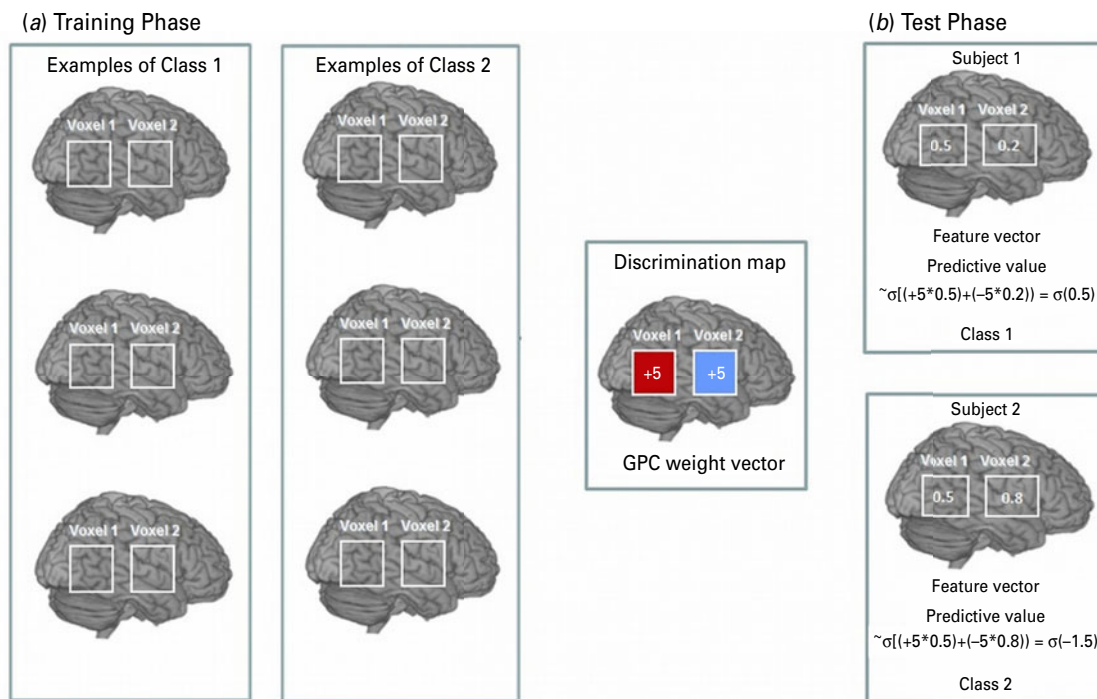 (a) Training Phase
Examples of Class 1
Voxel 1 Voxel 2
Voxel 1 Voxel 2
Voxel 1 Voxel 2
Examples of Class 2
Voxel 1 Voxel 2
Voxel 1 Voxel 2
Voxel 1 Voxel 2
Discrimination map
Voxel 1 Voxel 2
+5 +5
GPC weight vector
(b) Test Phase
Subject 1
Voxel 1 Voxel 2
0.5 0.2
Feature vector
Predictive value
~σ[(+5*0.5)+(–5*0.2)) = σ(0.5)
Class 1
Subject 2
Voxel 1 Voxel 2
0.5 0.8
Feature vector
Predictive value
~σ[(+5*0.5)+(–5*0.8)) = σ(–1.5)
Class 2